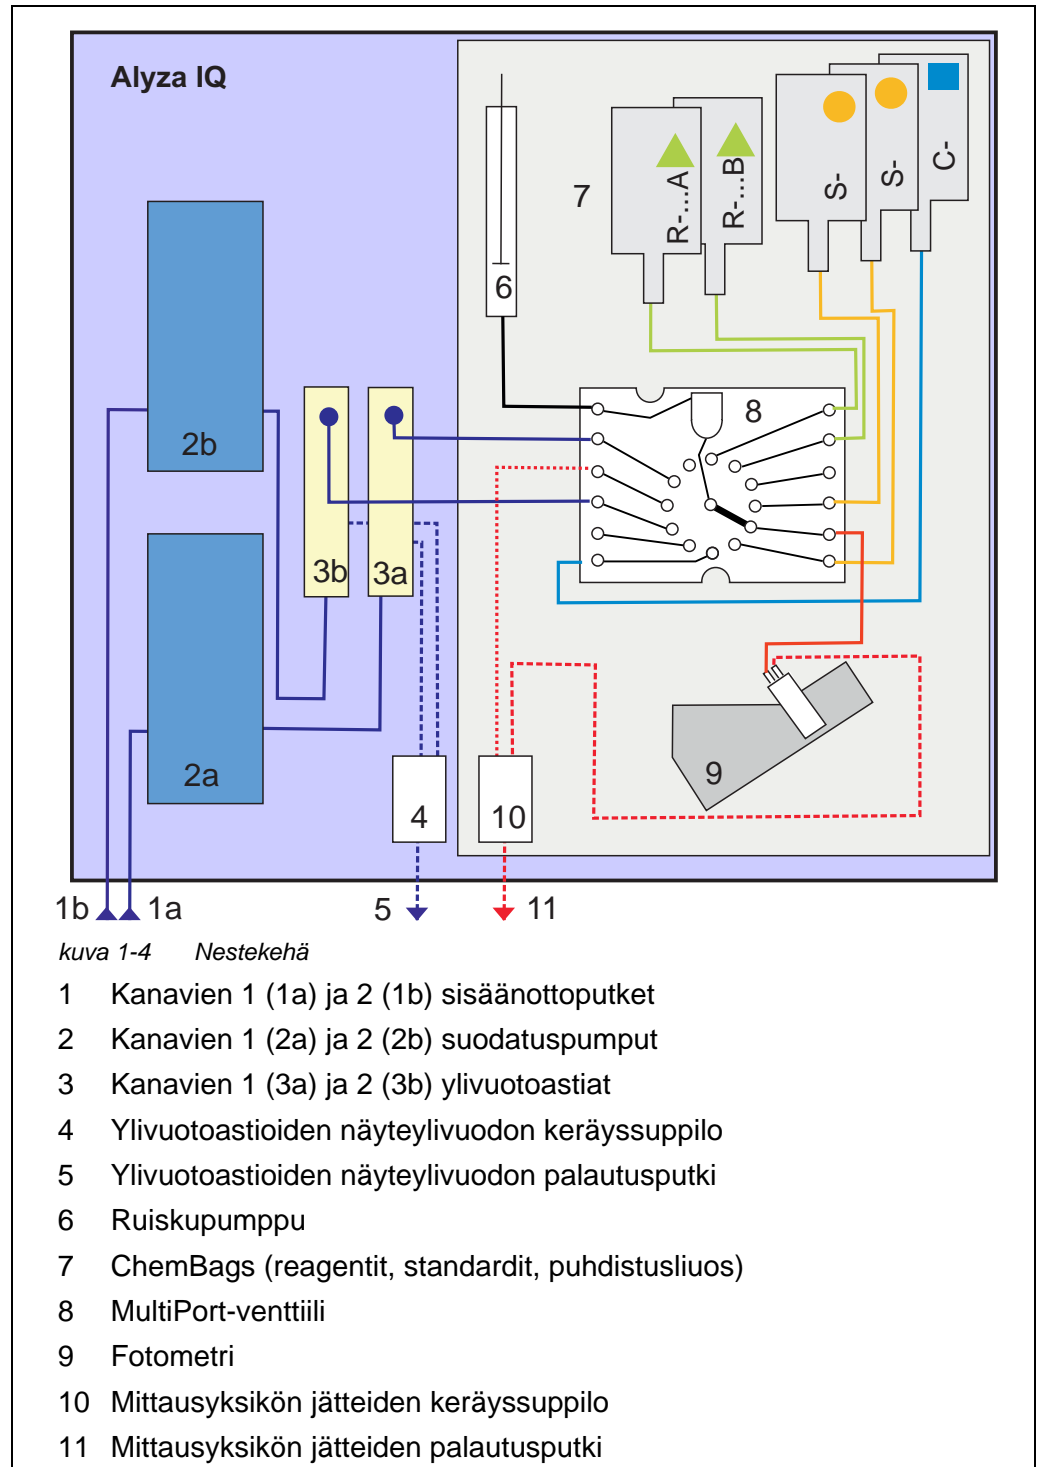 Alyza IQ
7
6
R-...A
R-...B
S-
S-
C-
8
2b
3b
3a
2a
4
10
9
1b
1a
5
11
kuva 1-4 Nestekehä
1 Kanavien 1 (1a) ja 2 (1b) sisäänottoputket
2 Kanavien 1 (2a) ja 2 (2b) suodatuspumput
3 Kanavien 1 (3a) ja 2 (3b) ylivuotoastiat
4 Ylivuotoastioiden näyteylivuodon keräyssuppilo
5 Ylivuotoastioiden näyteylivuodon palautusputki
6 Ruiskupumppu
7 ChemBags (reagentit, standardit, puhdistusliuos)
8 MultiPort-venttiili
9 Fotometri
10 Mittausyksikön jätteiden keräyssuppilo
11 Mittausyksikön jätteiden palautusputki